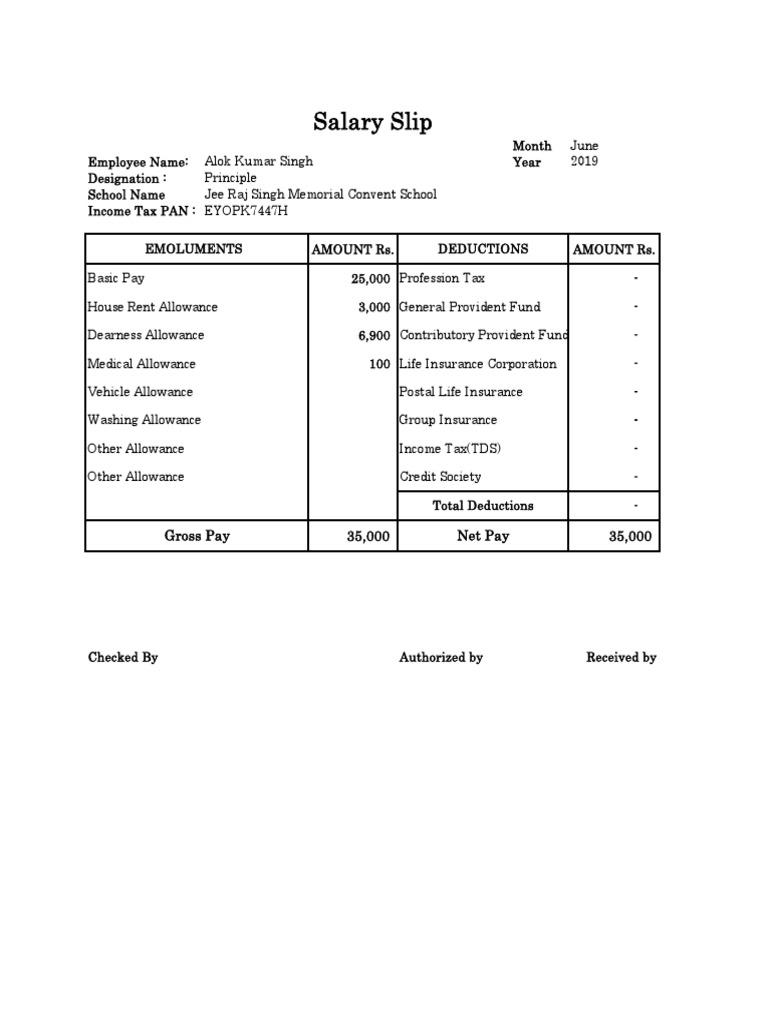 Salary Slip
Month June
Employee Name: Alok Kumar Singh Year 2019
Designation : Principle
School Name Jee Raj Singh Memorial Convent School
Income Tax PAN : EYOPK7447H
EMOLUMENTS AMOUNT Rs. DEDUCTIONS AMOUNT Rs.
Basic Pay 25,000 Profession Tax -
House Rent Allowance 3,000 General Provident Fund -
Dearness Allowance 6,900 Contributory Provident Fund -
Medical Allowance 100 Life Insurance Corporation -
Vehicle Allowance Postal Life Insurance -
Washing Allowance Group Insurance -
Other Allowance Income Tax(TDS) -
Other Allowance Credit Society -
Total Deductions -
Gross Pay 35,000 Net Pay 35,000
Checked By Authorized by Received by